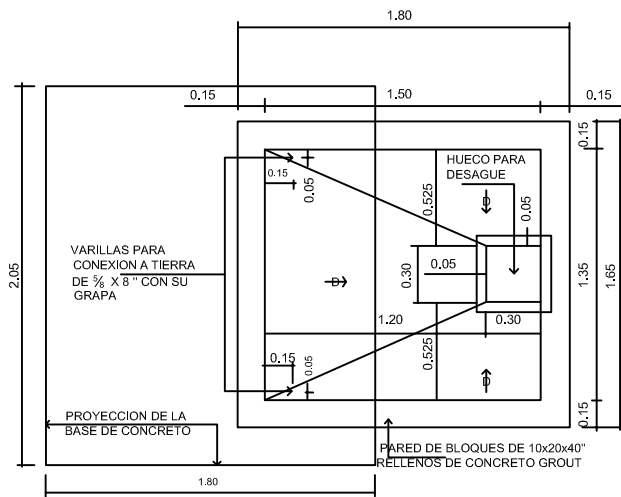 1.80
0.15
1.50
0.15
0.15
HUECO PARA
DESAGUE
0.15
0.05
0.525
D
0.05
VARILLAS PARA
CONEXION A TIERRA
DE ⅝ X 8 " CON SU
GRAPA
D
0.30
0.05
2.05
1.35
1.65
1.20
0.30
0.15
0.05
0.525
D
PROYECCION DE LA
BASE DE CONCRETO
0.15
PARED DE BLOQUES DE 10x20x40"
RELLENOS DE CONCRETO GROUT
1.80